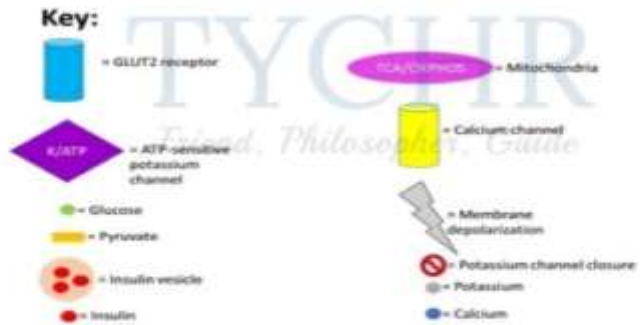 Key:
TYCHR
Friend, Philosopher, Guide
= GLUT2 receptor
K/ATP
= ATP-sensitive
potassium
channel
= Glucose
= Pyruvate
= Insulin vesicle
= Insulin
TCA/OXPHOS
= Mitochondria
= Calcium channel
= Membrane
depolarization
= Potassium channel closure
= Potassium
= Calcium